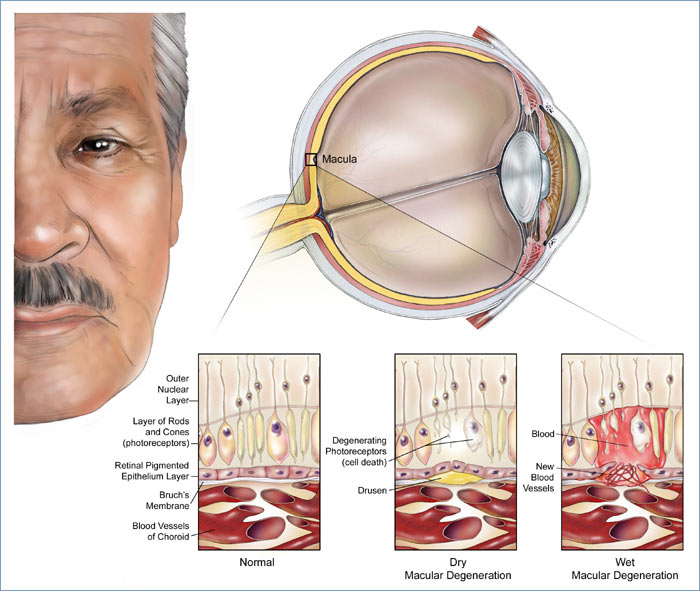 Macula
Outer
Nuclear
Layer
Layer of Rods
and Cones
(photoreceptors)
Retinal Pigmented
Epithelium Layer
Bruch's
Membrane
Blood Vessels
of Choroid
Normal
Degenerating
Photoreceptors
(cell death)
Drusen
Dry
Macular Degeneration
Blood
New
Blood
Vessels
Wet
Macular Degeneration